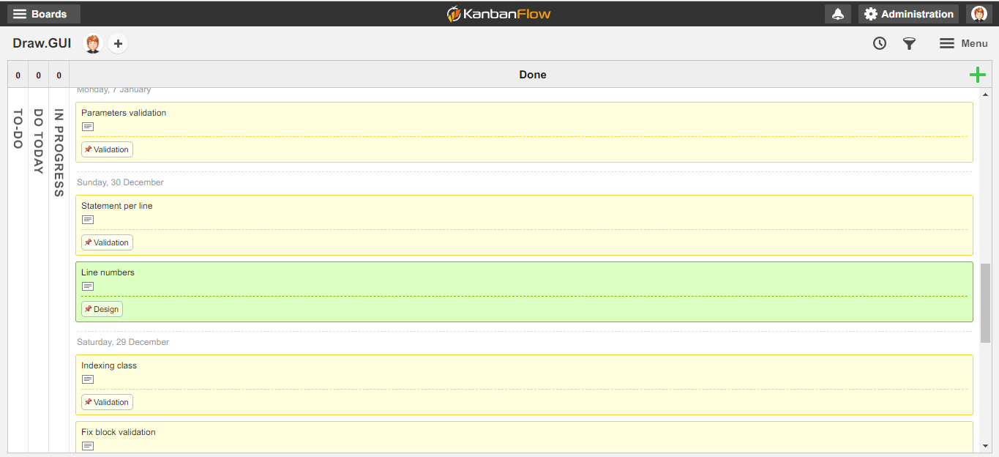 Boards
KanbanFlow
Administration
Draw.GUI
Menu
0
0
0
Done
TO-DO
DO TODAY
IN PROGRESS
Monday, 7 January
Parameters validation
Validation
Sunday, 30 December
Statement per line
Validation
Line numbers
Design
Saturday, 29 December
Indexing class
Validation
Fix block validation